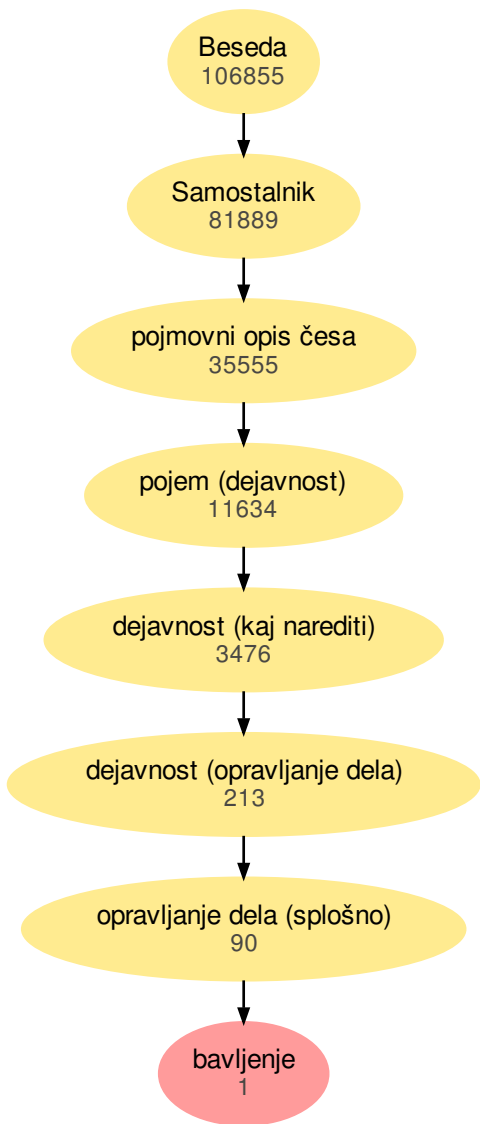 Beseda
106855
Samostalnik
81889
pojmovni opis česa
35555
pojem (dejavnost)
11634
dejavnost (kaj narediti)
3476
dejavnost (opravljanje dela)
213
opravljanje dela (splošno)
90
bavljenje
1